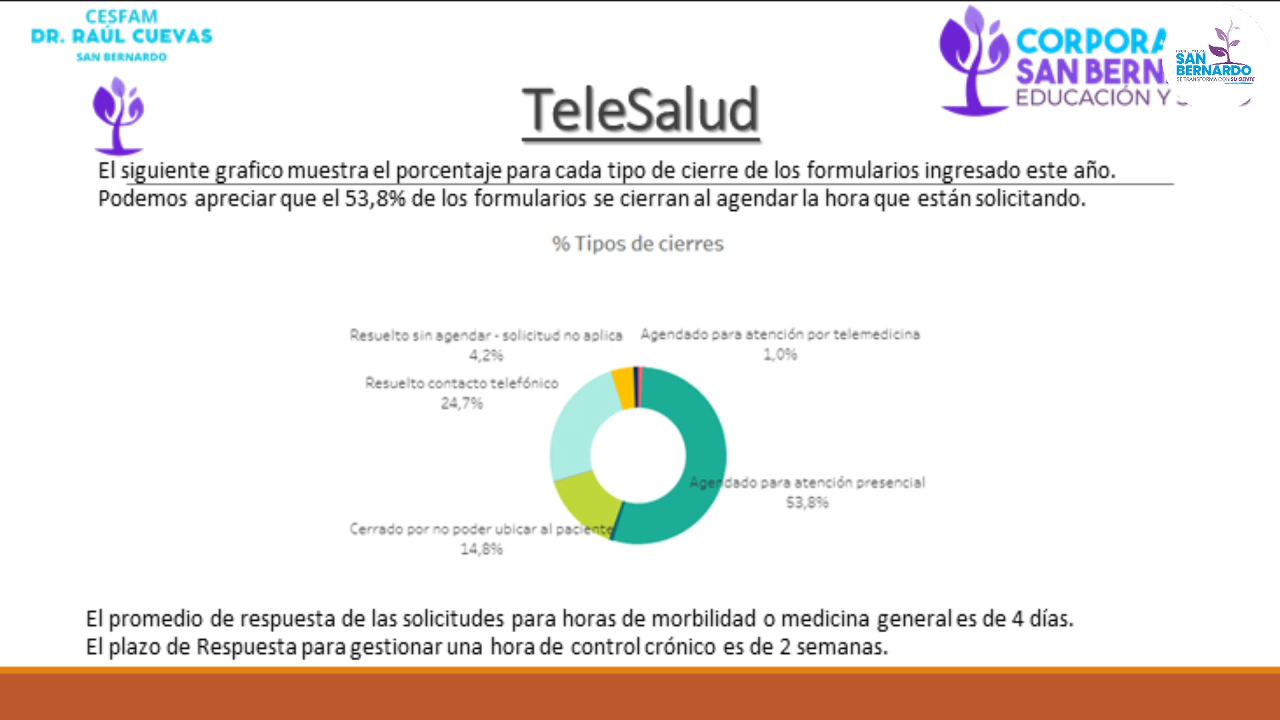 CESFAM
DR. RAÚL CUEVAS
SAN BERNARDO
SAN BERN
EDUCACIÓN Y
SAN
BERNARDO
SE TRANSFORMA CON SU GENTE
TeleSalud
El siguiente grafico muestra el porcentaje para cada tipo de cierre de los formularios ingresado este año.
Podemos apreciar que el 53,8% de los formularios se cierran al agendar la hora que están solicitando.
% Tipos de cierres
Resuelto sin agendar - solicitud no aplica
4,2%
Agendado para atención por telemedicina
1,0%
Resuelto contacto telefónico
24,7%
Agendado para atención presencial
53,8%
Cerrado por no poder ubicar al paciente
14,8%
El promedio de respuesta de las solicitudes para horas de morbilidad o medicina general es de 4 días.
El plazo de Respuesta para gestionar una hora de control crónico es de 2 semanas.